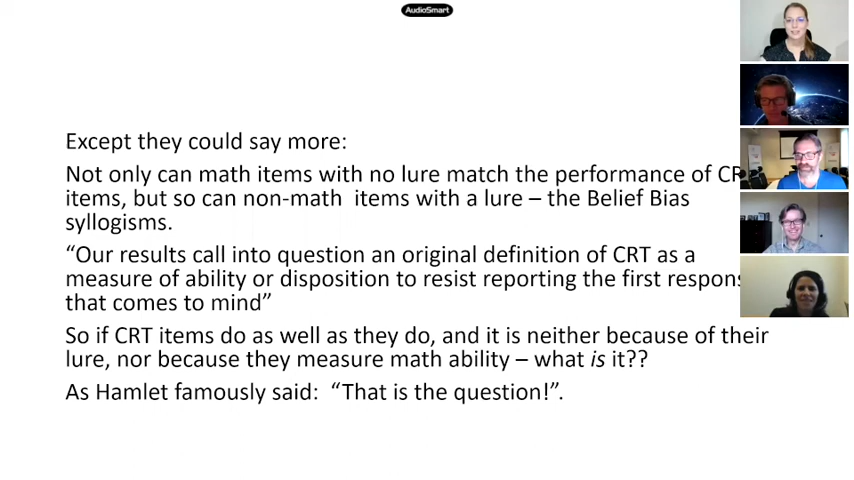 AudioSmart
Except they could say more:
Not only can math items with no lure match the performance of
items, but so can non-math items with a lure – the Belief Bias
syllogisms.
“Our results call into question an original definition of CRT as a
measure of ability or disposition to resist reporting the first
that comes to mind”
So if CRT items do as well as they do, and it is neither because of their
lure, nor because they measure math ability – what is it??
As Hamlet famously said: “That is the question!”.